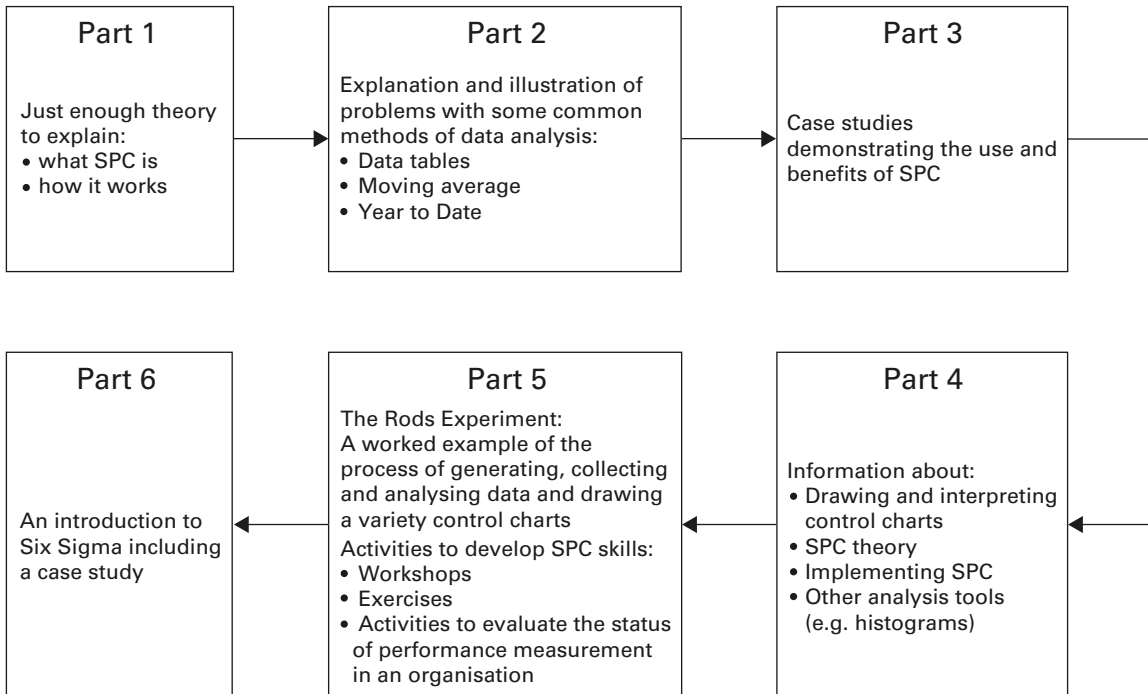 Part 1
Just enough theory
to explain:
• what SPC is
• how it works
Part 2
Explanation and illustration of
problems with some common
methods of data analysis:
• Data tables
• Moving average
• Year to Date
Part 3
Case studies
demonstrating the use and
benefits of SPC
Part 4
Information about:
• Drawing and interpreting
control charts
• SPC theory
• Implementing SPC
• Other analysis tools
(e.g. histograms)
Part 5
The Rods Experiment:
A worked example of the
process of generating, collecting
and analysing data and drawing
a variety control charts
Activities to develop SPC skills:
• Workshops
• Exercises
• Activities to evaluate the status
of performance measurement
in an organisation
Part 6
An introduction to
Six Sigma including
a case study